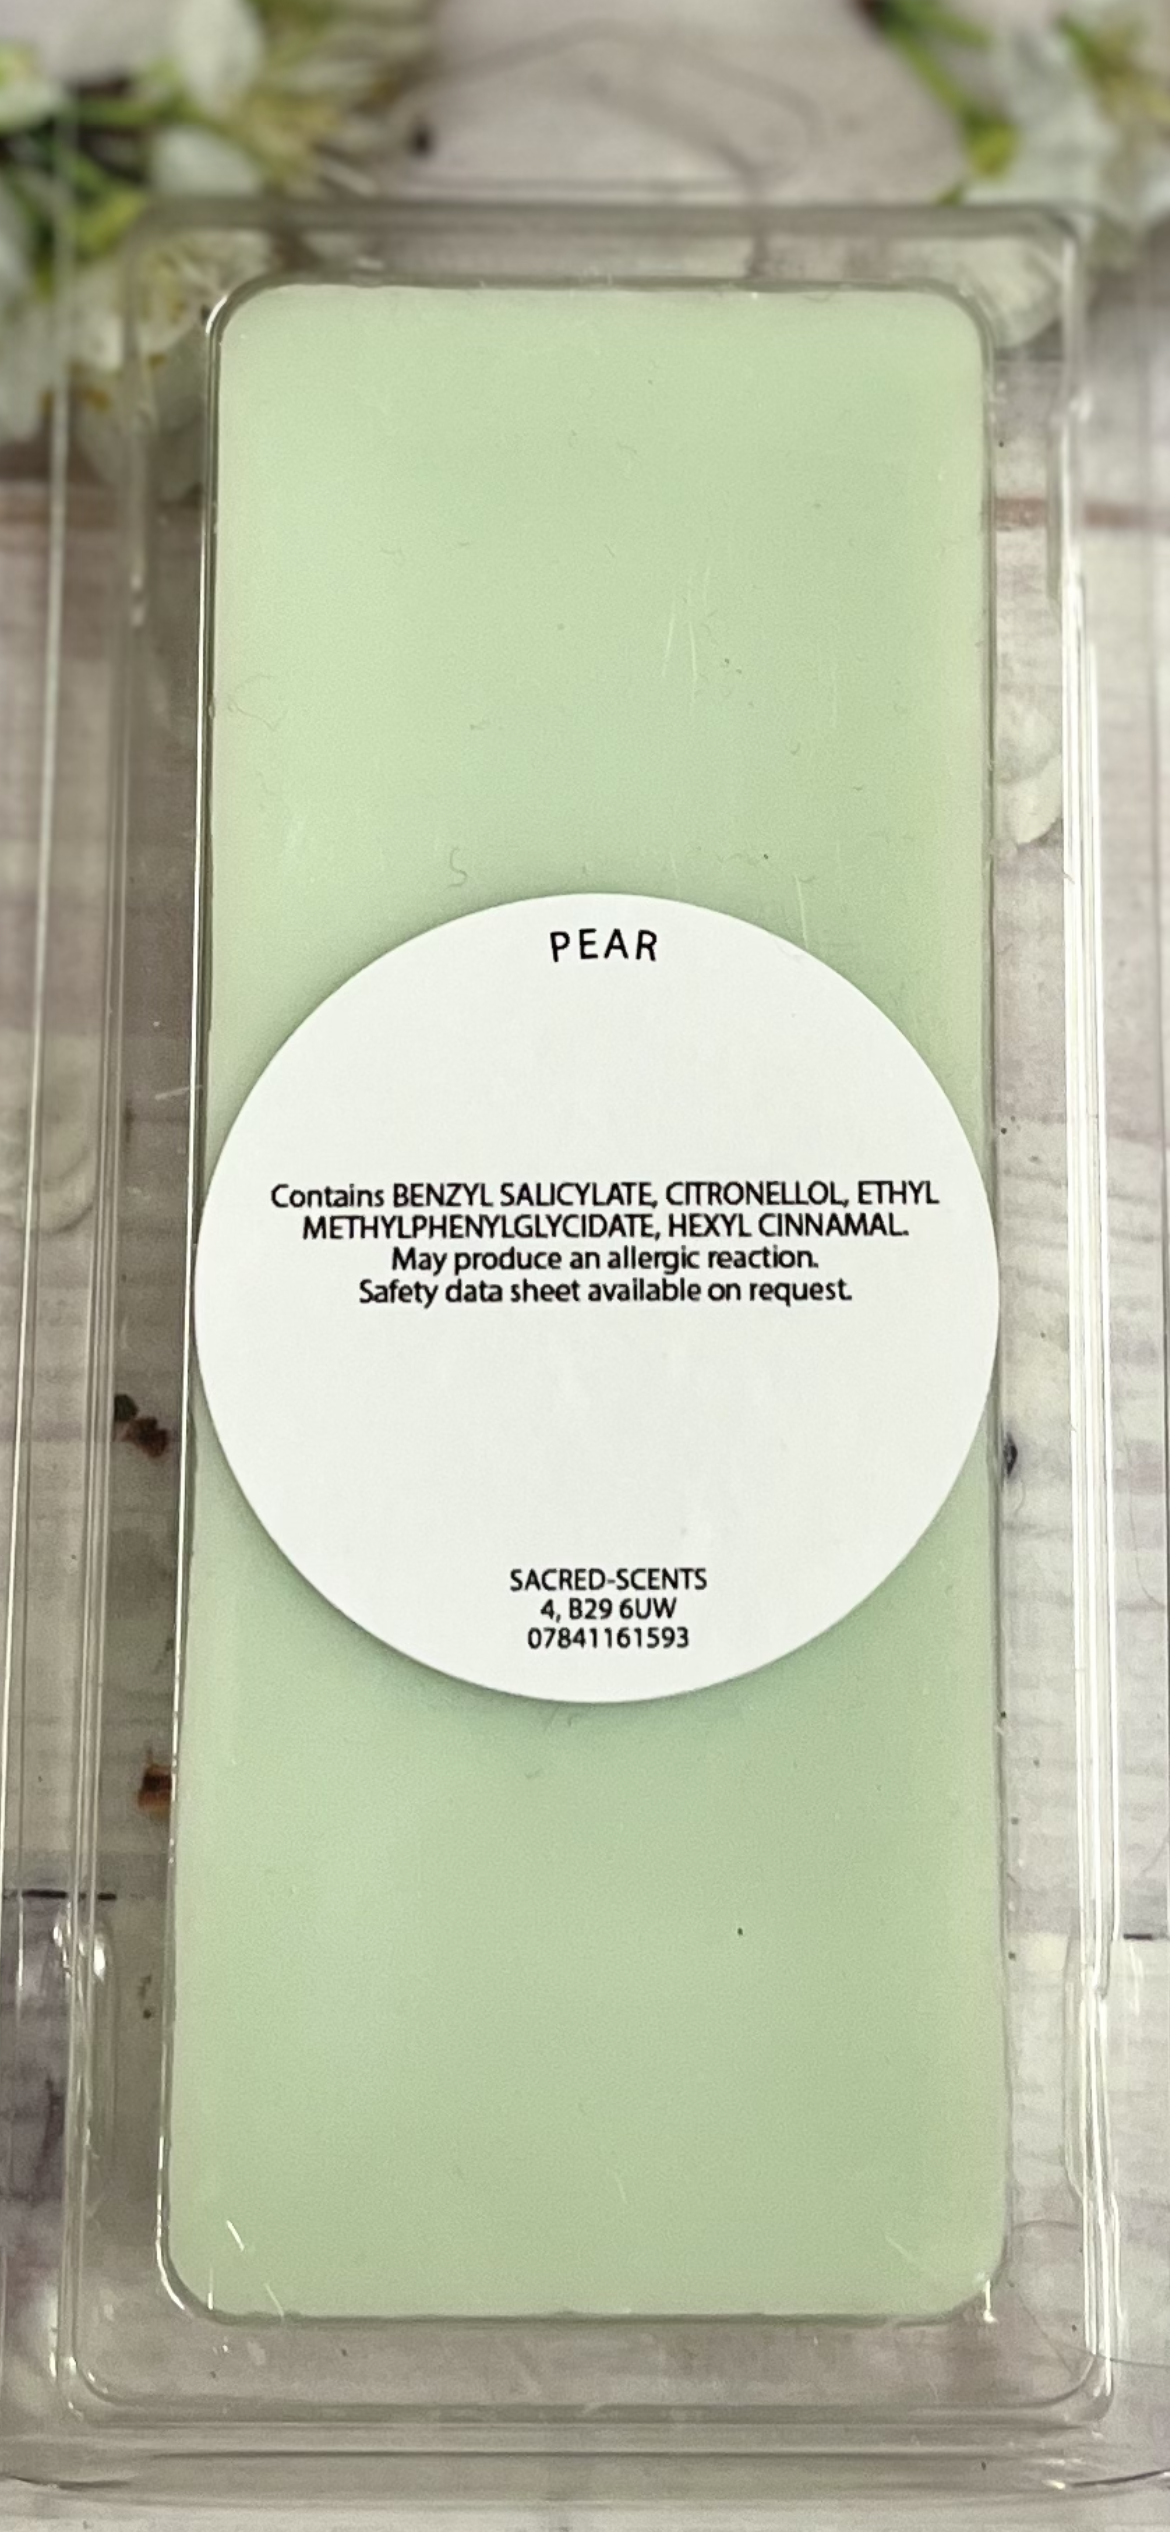 PEAR
Contains BENZYL SALICYLATE, CITRONELLOL, ETHYL
METHYLPHENYLGLYCIDATE, HEXYL CINNAMAL.
May produce an allergic reaction.
Safety data sheet available on request.
SACRED-SCENTS
4, B29 6UW
07841161593